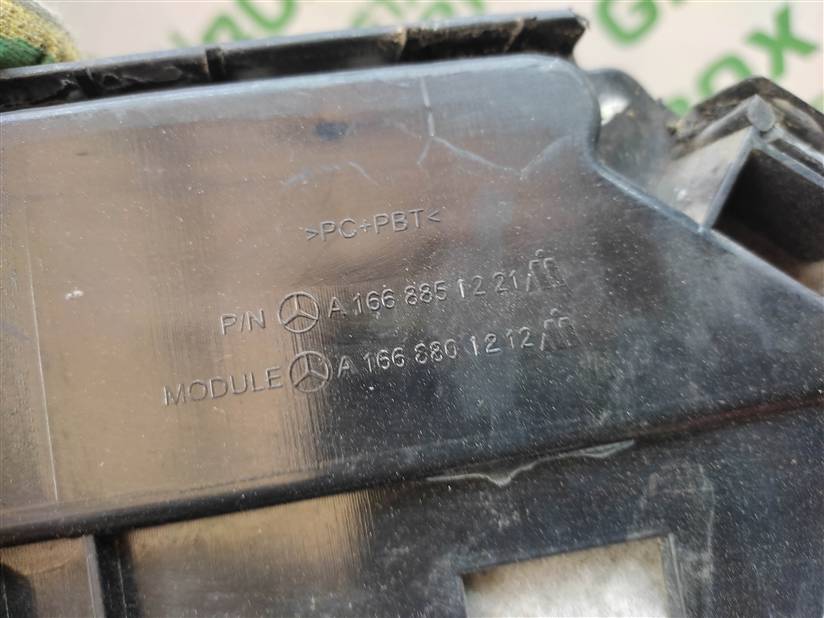 >PC+PBT<
P/N A 166 885 12 21/
MODULE A 166 880 12 12/